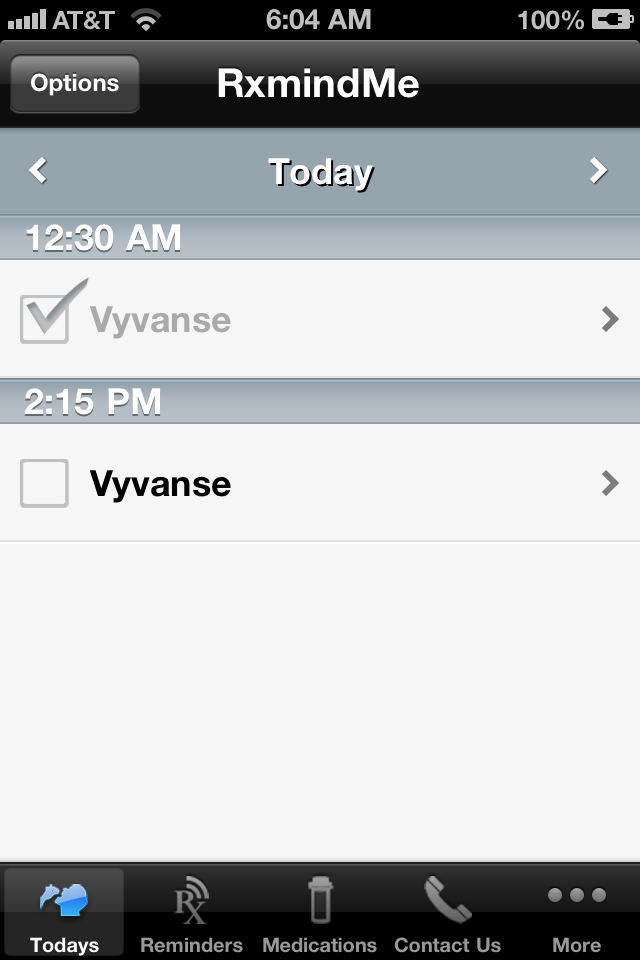 AT&T 6:04 AM 100%
Options RxmindMe
Today
12:30 AM
Vyvanse
2:15 PM
Vyvanse
Rx
Todays Reminders Medications Contact Us More